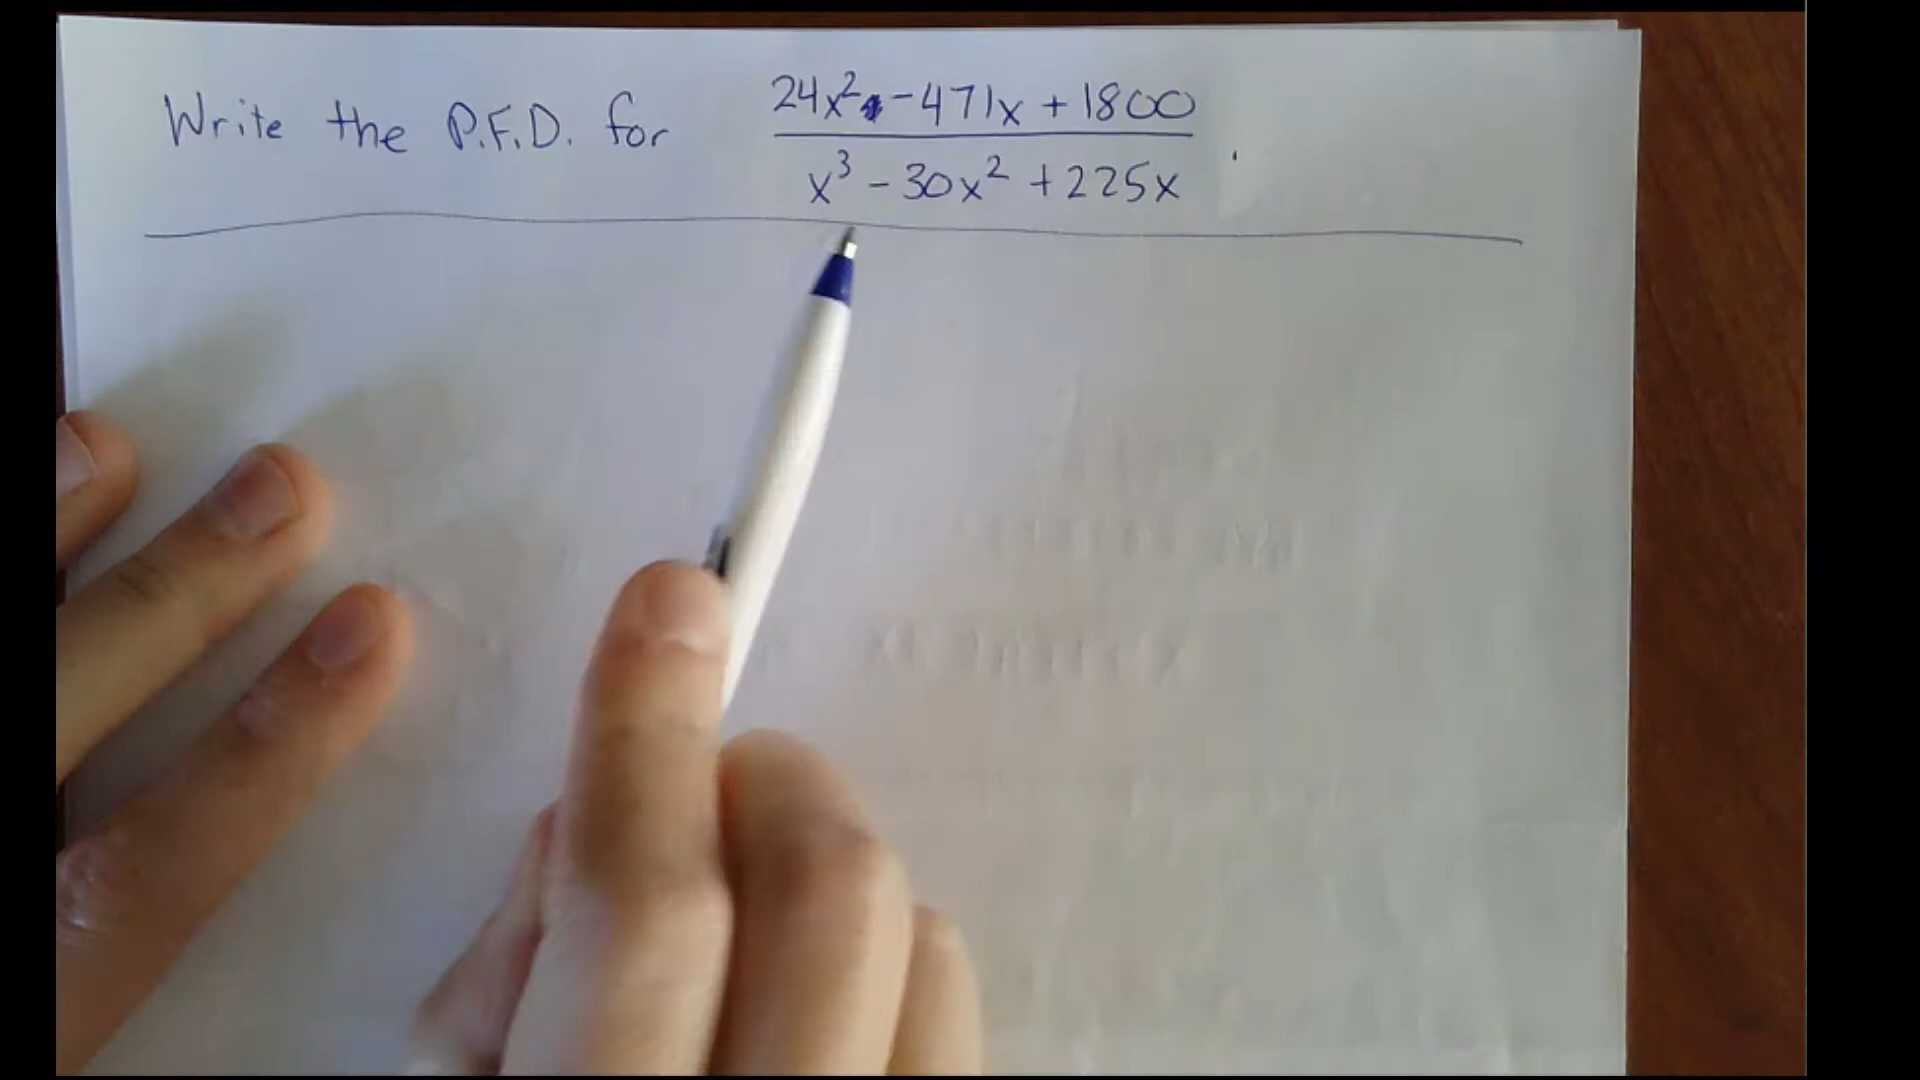 Write the P.F.D. for 24x² - 471x + 1800
x³ - 30x² + 225x .